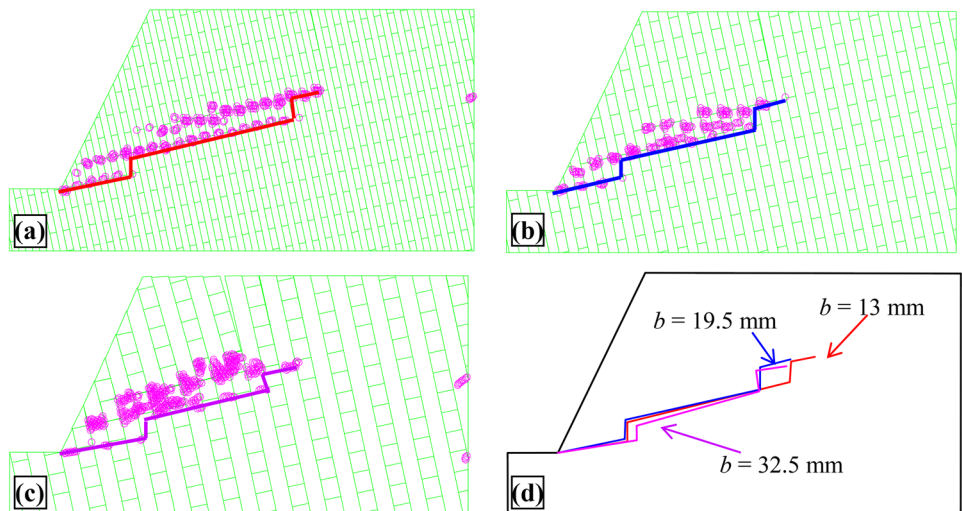 (a)
(b)
(c)
b = 19.5 mm
b = 13 mm
b = 32.5 mm
(d)